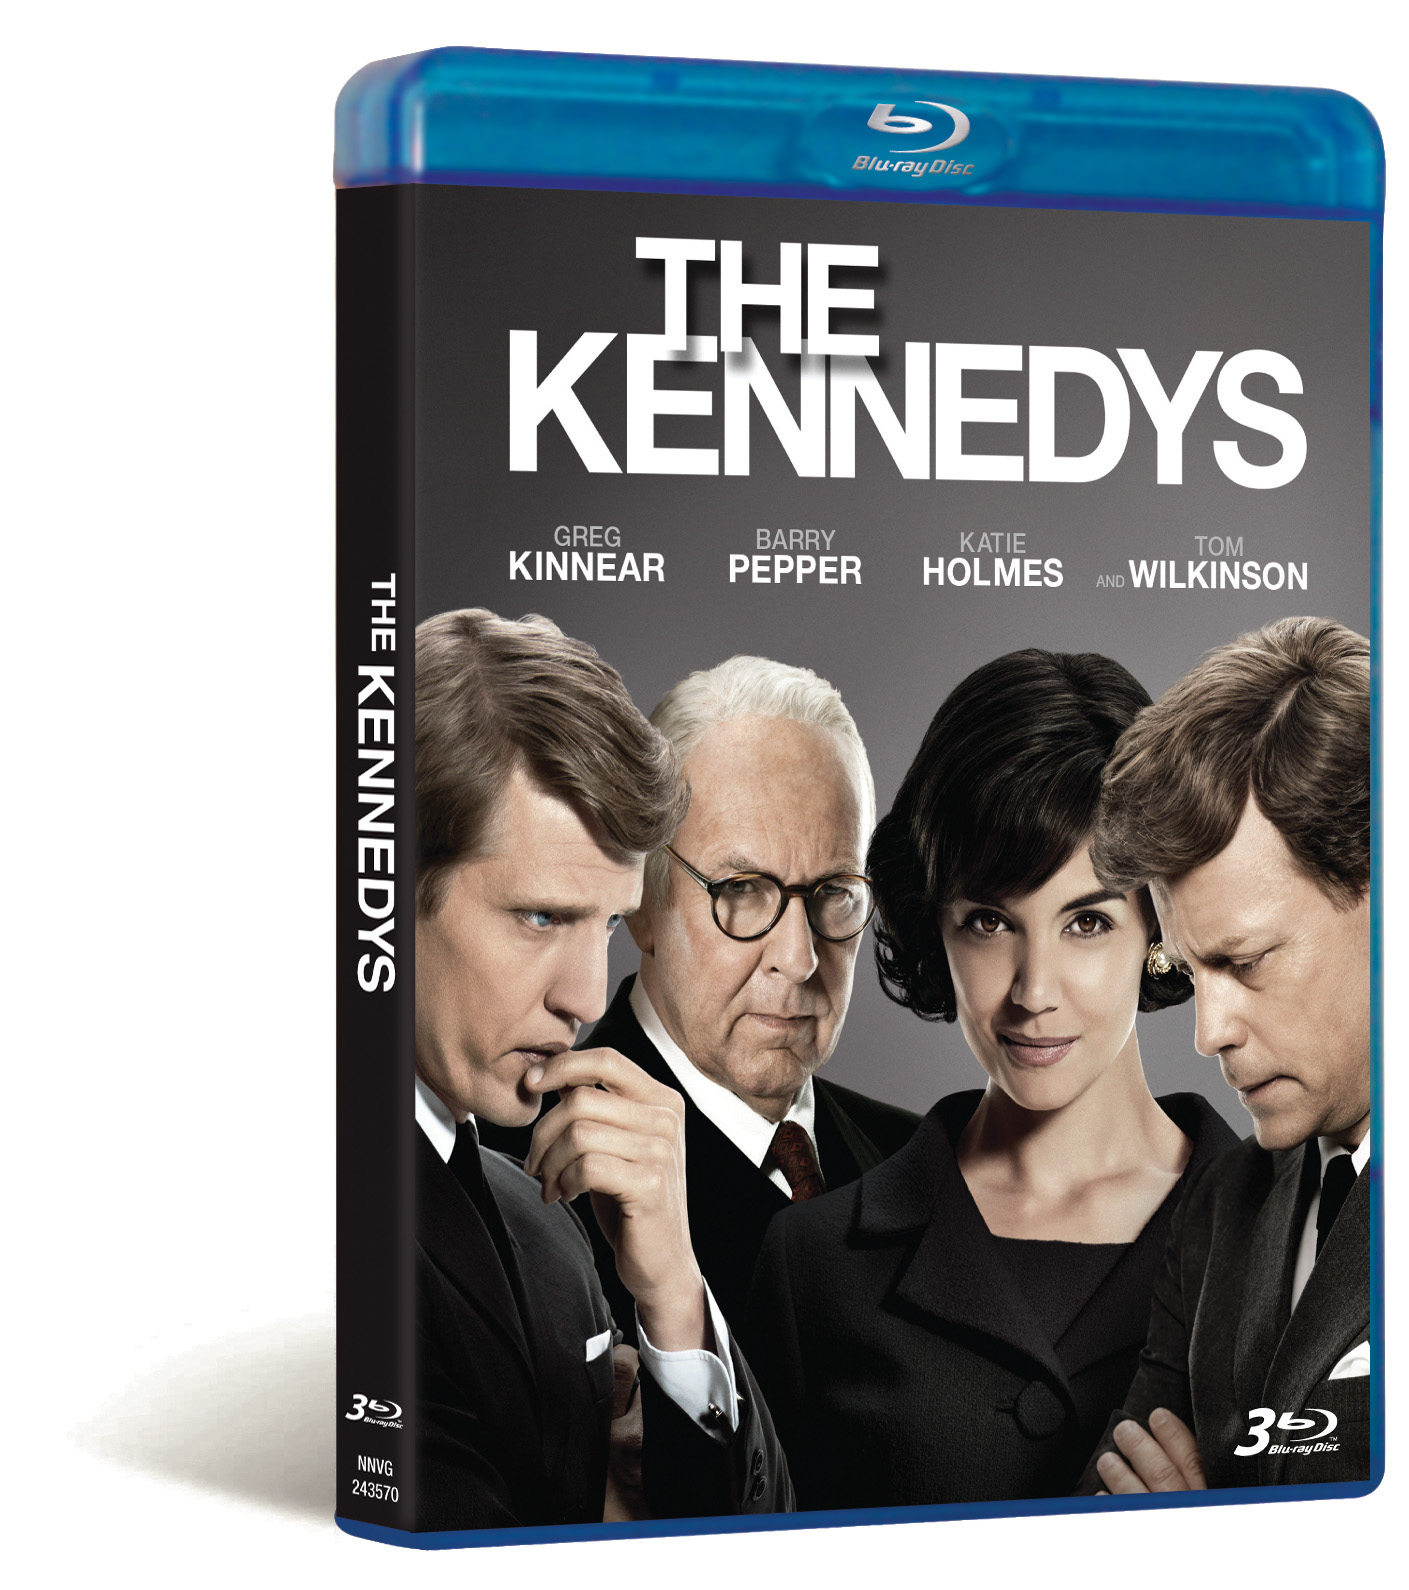 Blu-ray Disc
THE
KENNEDYS
GREG
KINNEAR
BARRY
PEPPER
KATIE
HOLMES
TOM
AND WILKINSON
THE KENNEDYS
3
Blu-ray Disc
NNVG
243570
3
Blu-ray Disc™